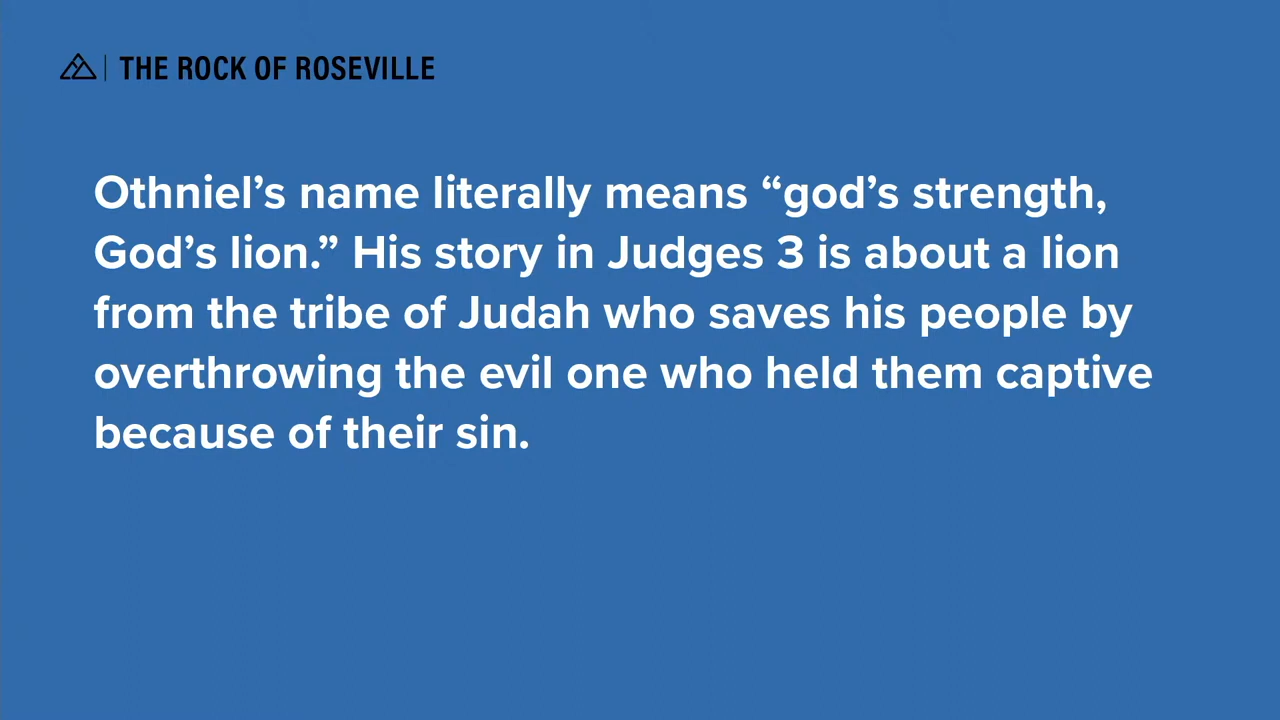 THE ROCK OF ROSEVILLE
Othniel’s name literally means “god’s strength,
God’s lion.” His story in Judges 3 is about a lion
from the tribe of Judah who saves his people by
overthrowing the evil one who held them captive
because of their sin.